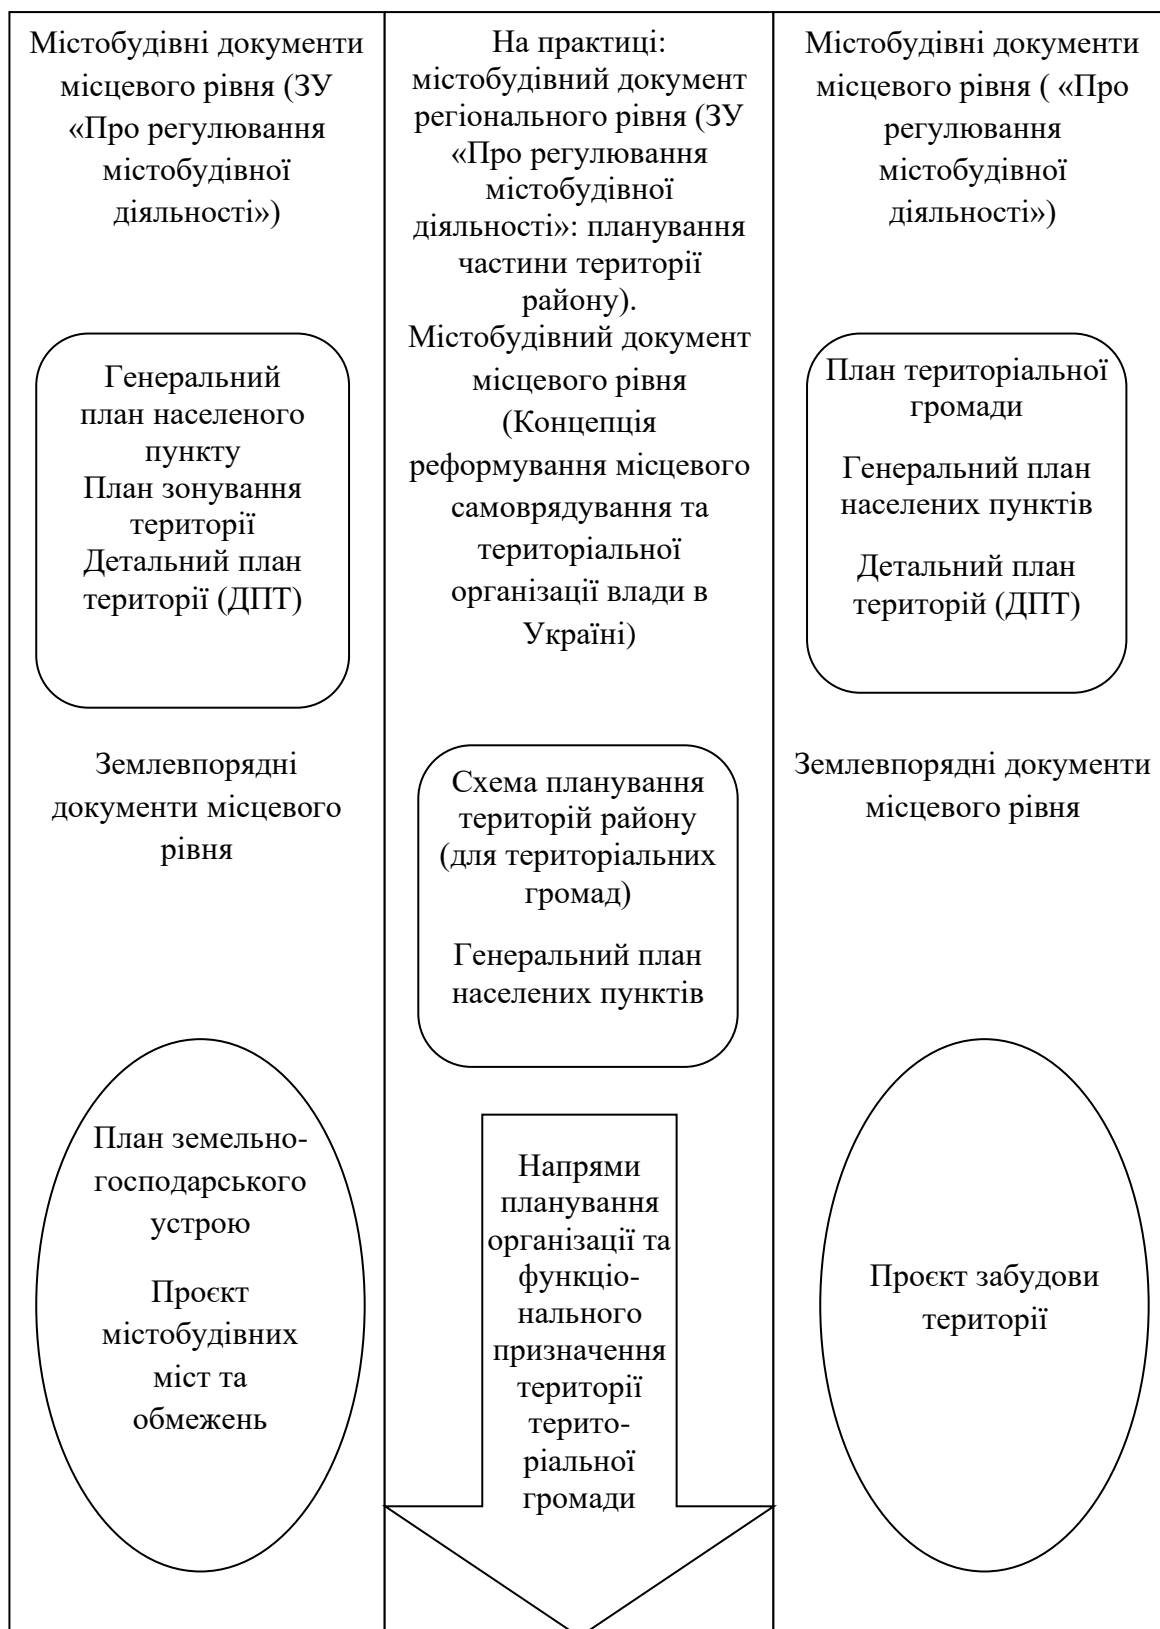 Містобудівні документи
місцевого рівня (ЗУ
«Про регулювання
містобудівної
діяльності»)
Генеральний
план населеного
пункту
План зонування
території
Детальний план
території (ДПТ)
Землевпорядні
документи місцевого
рівня
План земельно-
господарського
устрою
Проєкт
містобудівних
міст та
обмежень
На практиці:
містобудівний документ
регіонального рівня (ЗУ
«Про регулювання
містобудівної
діяльності»: планування
частини території
району).
Містобудівний документ
місцевого рівня
(Концепція
реформування місцевого
самоврядування та
територіальної
організації влади в
Україні)
Схема планування
територій району
(для територіальних
громад)
Генеральний план
населених пунктів
Напрями
планування
організації та
функціо-
нального
призначення
території
терито-
ріальної
громади
Містобудівні документи
місцевого рівня ( «Про
регулювання
містобудівної
діяльності»)
План територіальної
громади
Генеральний план
населених пунктів
Детальний план
територій (ДПТ)
Землевпорядні документи
місцевого рівня
Проєкт забудови
території